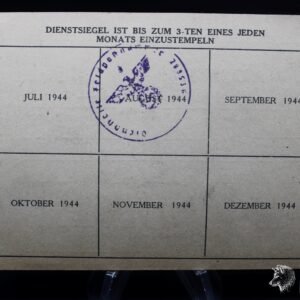 DIENSTSIEGEL IST BIS ZUM 3-TEN EINES JEDEN
MONATS EINZUSTEMPELN
JULI 1944
AUGUST 1944
SEPTEMBER 1944
OKTOBER 1944
NOVEMBER 1944
DEZEMBER 1944